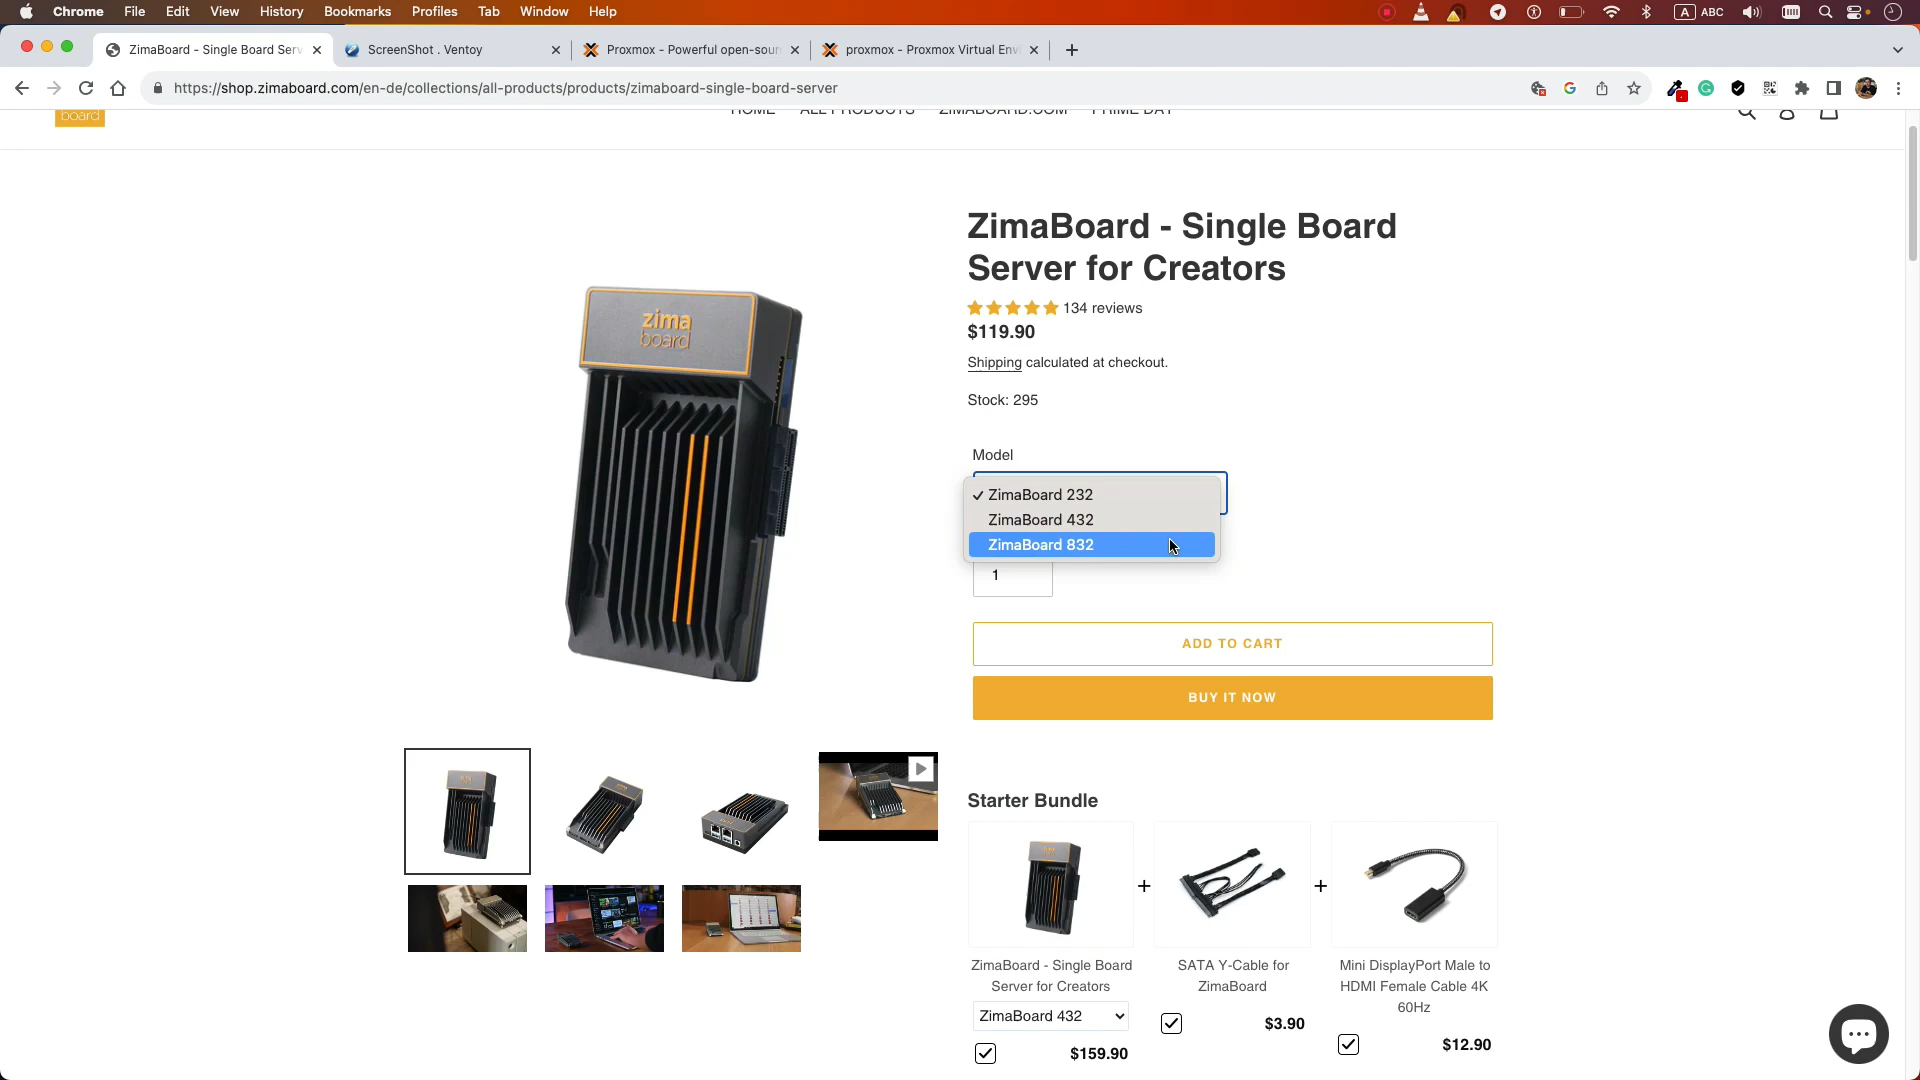 Chrome File Edit View History Bookmarks Profiles Tab Window Help
A ABC
ZimaBoard - Single Board Serv
ScreenShot . Ventoy
Proxmox - Powerful open-sour
proxmox - Proxmox Virtual Envi
https://shop.zimaboard.com/en-de/collections/all-products/products/zimaboard-single-board-server
board
HOME ALL PRODUCTS ZIMABOARD.COM PRIME DAY
ZimaBoard - Single Board
Server for Creators
134 reviews
$119.90
Shipping calculated at checkout.
Stock: 295
Model
ZimaBoard 232
ZimaBoard 432
ZimaBoard 832
1
ADD TO CART
BUY IT NOW
zima
board
Starter Bundle
ZimaBoard - Single Board
Server for Creators
ZimaBoard 432
$159.90
SATA Y-Cable for
ZimaBoard
$3.90
Mini DisplayPort Male to
HDMI Female Cable 4K
60Hz
$12.90